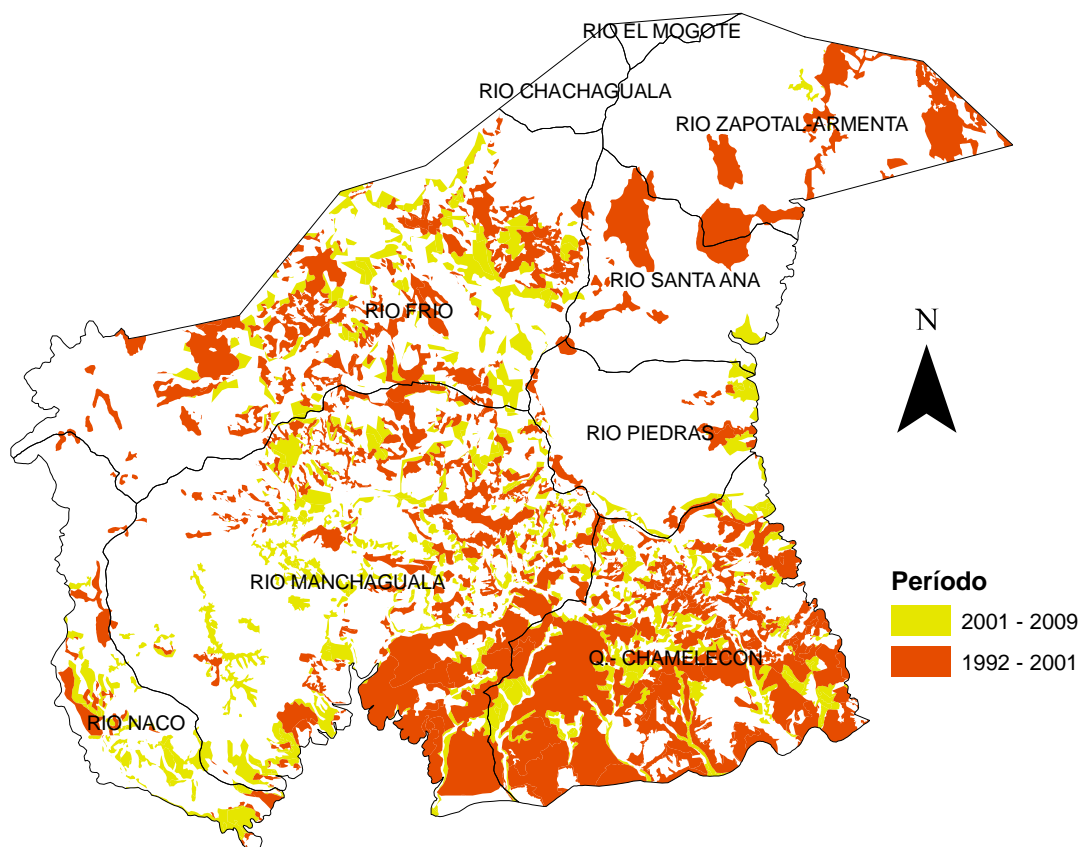 RIO EL MOGOTE
RIO CHACHAGUALA
RIO ZAPOTAL-ARMENTA
RIO SANTA ANA
RIO FRIO
N
RIO PIEDRAS
RIO MANCHAGUALA
Período
2001 - 2009
1992 - 2001
Q.- CHAMELECON
RIO NACO